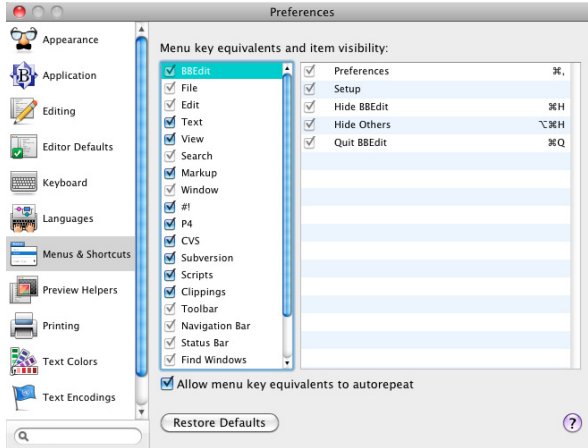 Preferences
Appearance
Application
Editing
Editor Defaults
Keyboard
Languages
Menus & Shortcuts
Preview Helpers
Printing
Text Colors
Text Encodings
Menu key equivalents and item visibility:
BBEdit
File
Edit
Text
View
Search
Markup
Window
#!
P4
CVS
Subversion
Scripts
Clippings
Toolbar
Navigation Bar
Status Bar
Find Windows
Preferences ⌘,
Setup
Hide BBEdit ⌘H
Hide Others ⌥⌘H
Quit BBEdit ⌘Q
Allow menu key equivalents to autorepeat
Restore Defaults
?